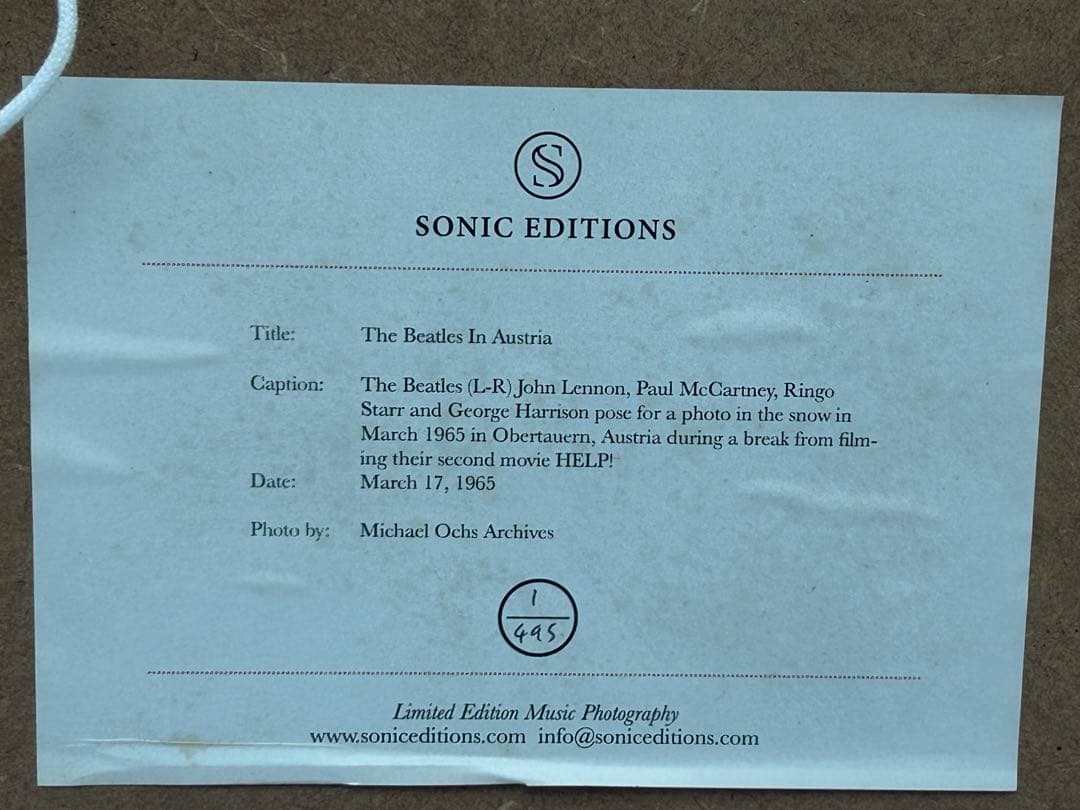 S
SONIC EDITIONS
Title: The Beatles In Austria
Caption: The Beatles (L-R) John Lennon, Paul McCartney, Ringo
Starr and George Harrison pose for a photo in the snow in
March 1965 in Obertauern, Austria during a break from film-
ing their second movie HELP!
Date: March 17, 1965
Photo by: Michael Ochs Archives
1
495
Limited Edition Music Photography
www.soniceditions.com info@soniceditions.com